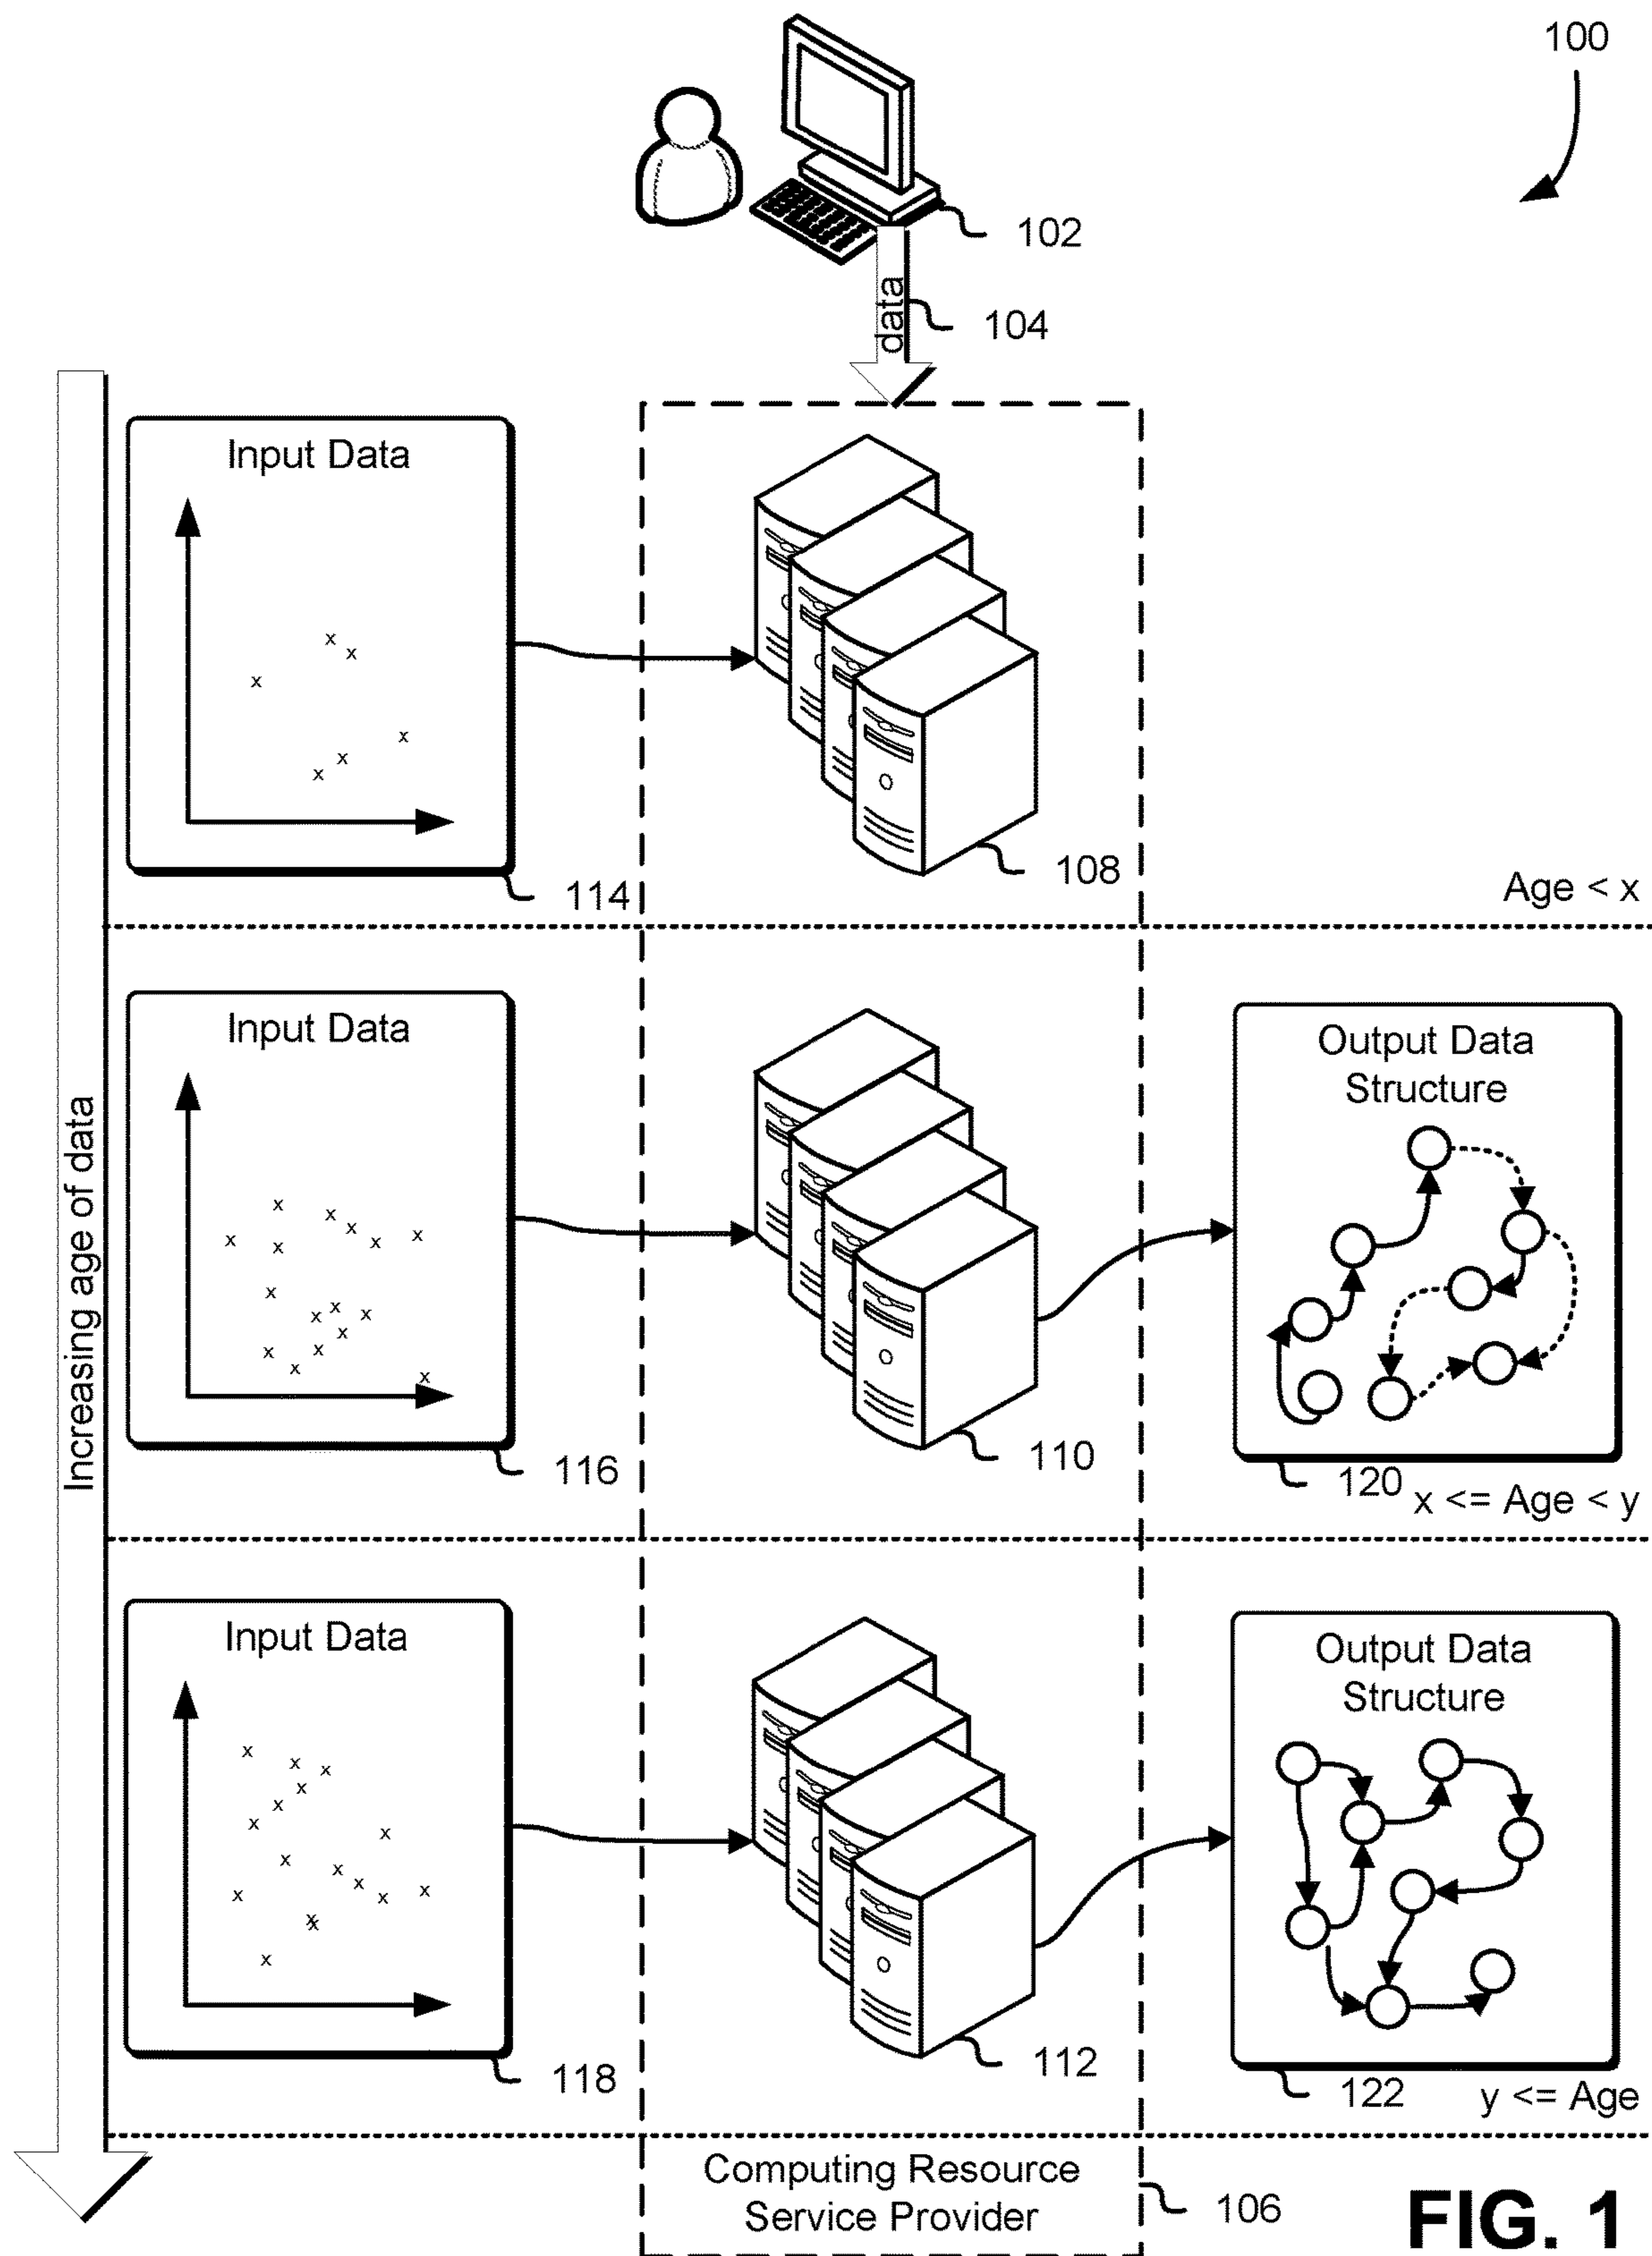 100
102
data
104
Input Data
108
114
Age < x
Increasing age of data
Input Data
Output Data
Structure
110
116
120
x <= Age < y
Input Data
Output Data
Structure
112
118
122
y <= Age
Computing Resource
Service Provider
106
FIG. 1